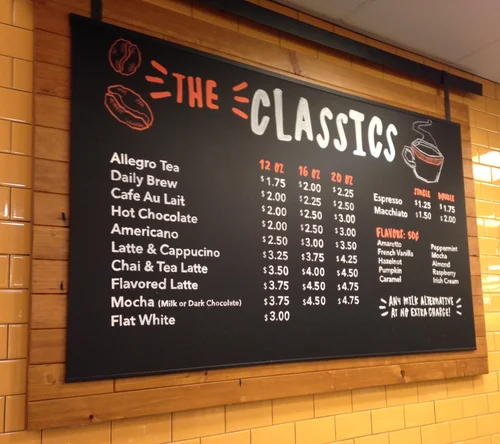 THE CLASSICS
12 OZ 16 OZ 20 OZ
Allegro Tea $1.75 $2.00 $2.25
Daily Brew $2.00 $2.25 $2.50
Cafe Au Lait $2.00 $2.50 $3.00
Hot Chocolate $2.00 $2.50 $3.00
Americano $2.50 $3.00 $3.50
Latte & Cappuccino $3.25 $3.75 $4.25
Chai & Tea Latte $3.50 $4.00 $4.50
Flavored Latte $3.75 $4.50 $4.75
Mocha (Milk or Dark Chocolate) $3.75 $4.50 $4.75
Flat White $3.00
SINGLE DOUBLE
Espresso $1.25 $1.75
Macchiato $1.50 $2.00
FLAVORS: 50¢
Amaretto Peppermint
French Vanilla Mocha
Hazelnut Almond
Pumpkin Raspberry
Caramel Irish Cream
ANY MILK ALTERNATIVE
AT NO EXTRA CHARGE!